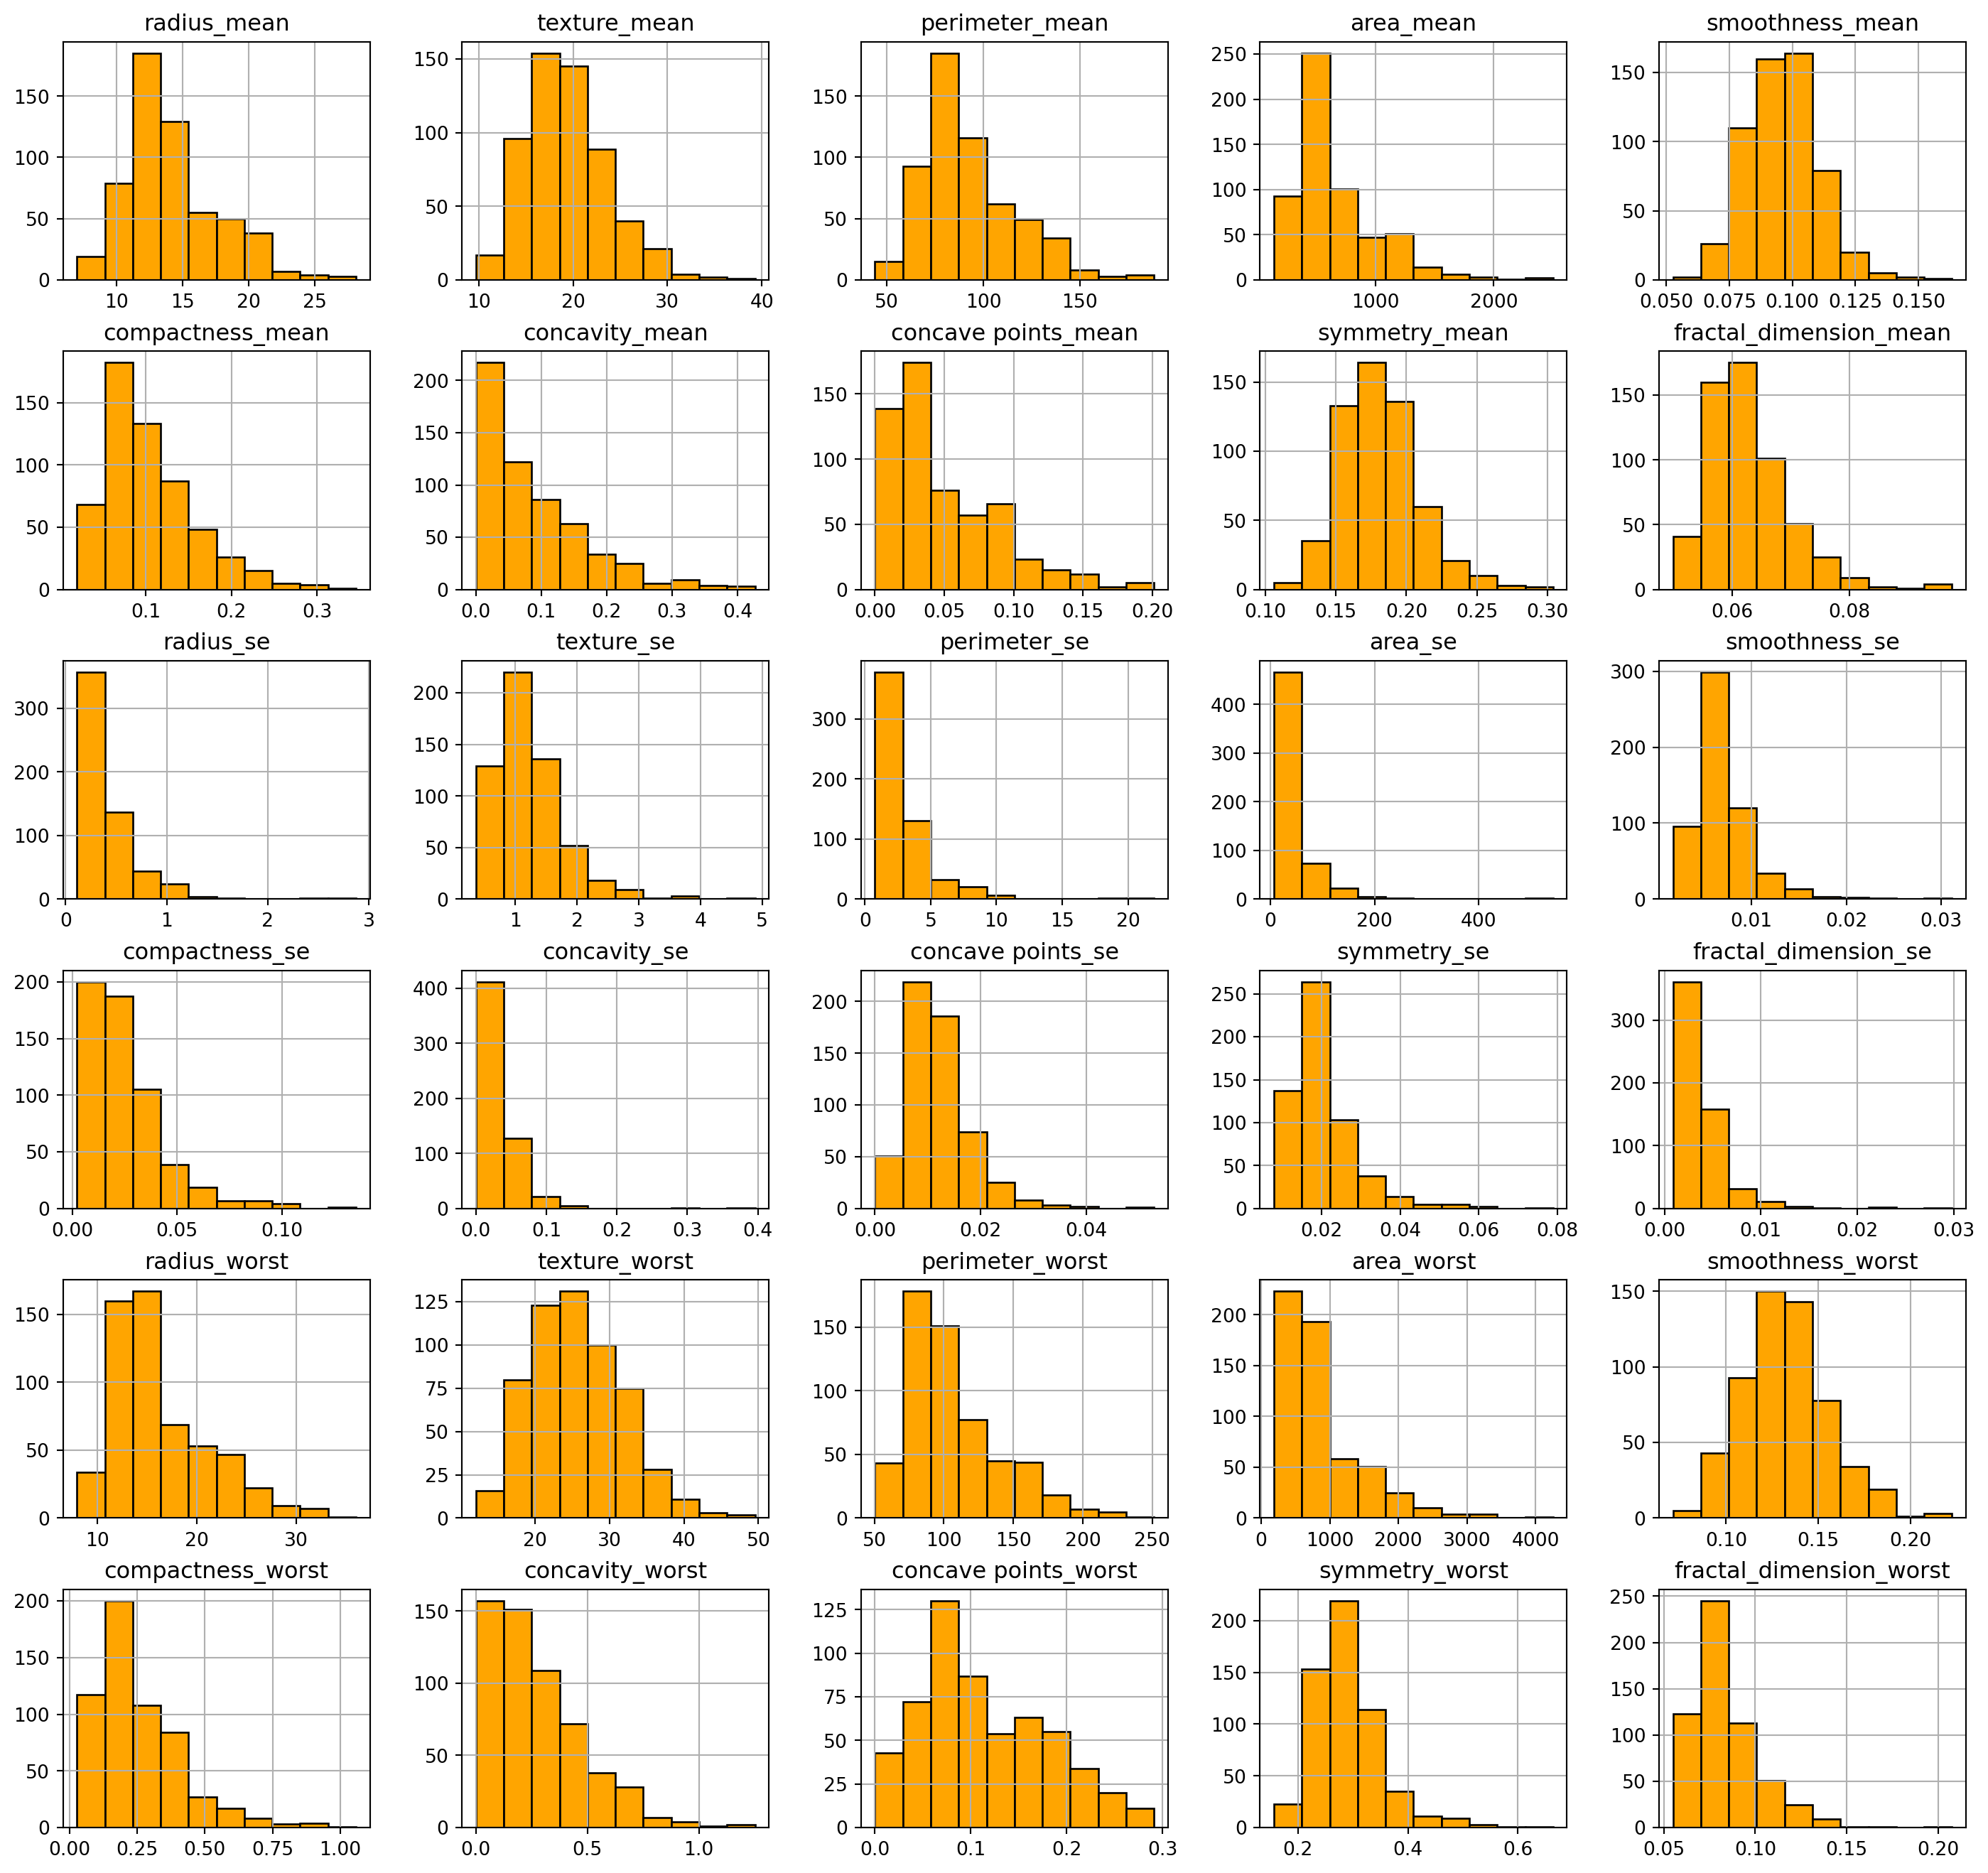 radius_mean texture_mean perimeter_mean area_mean smoothness_mean
0 50 100 150 10 15 20 25
0 50 100 150 10 20 30 40
0 50 100 150 50 100 150
0 50 100 150 200 250 1000 2000
0 50 100 150 0.050 0.075 0.100 0.125 0.150
compactness_mean concavity_mean concave points_mean symmetry_mean fractal_dimension_mean
0 50 100 150 0.1 0.2 0.3
0 50 100 150 200 0.0 0.1 0.2 0.3 0.4
0 50 100 150 0.00 0.05 0.10 0.15 0.20
0 50 100 150 0.10 0.15 0.20 0.25 0.30
0 50 100 150 0.06 0.08
radius_se texture_se perimeter_se area_se smoothness_se
0 100 200 300 0 1 2 3
0 50 100 150 200 1 2 3 4 5
0 100 200 300 0 5 10 15 20
0 100 200 300 400 0 200 400
0 100 200 300 0.01 0.02 0.03
compactness_se concavity_se concave points_se symmetry_se fractal_dimension_se
0 50 100 150 200 0.00 0.05 0.10
0 100 200 300 400 0.0 0.1 0.2 0.3 0.4
0 50 100 150 200 0.00 0.02 0.04
0 50 100 150 200 250 0.02 0.04 0.06 0.08
0 100 200 300 0.00 0.01 0.02 0.03
radius_worst texture_worst perimeter_worst area_worst smoothness_worst
0 50 100 150 10 20 30
0 25 50 75 100 125 20 30 40 50
0 50 100 150 50 100 150 200 250
0 50 100 150 200 0 1000 2000 3000 4000
0 50 100 150 0.10 0.15 0.20
compactness_worst concavity_worst concave points_worst symmetry_worst fractal_dimension_worst
0 50 100 150 200 0.00 0.25 0.50 0.75 1.00
0 50 100 150 0.0 0.5 1.0
0 25 50 75 100 125 0.0 0.1 0.2 0.3
0 50 100 150 200 0.2 0.4 0.6
0 50 100 150 200 250 0.05 0.10 0.15 0.20